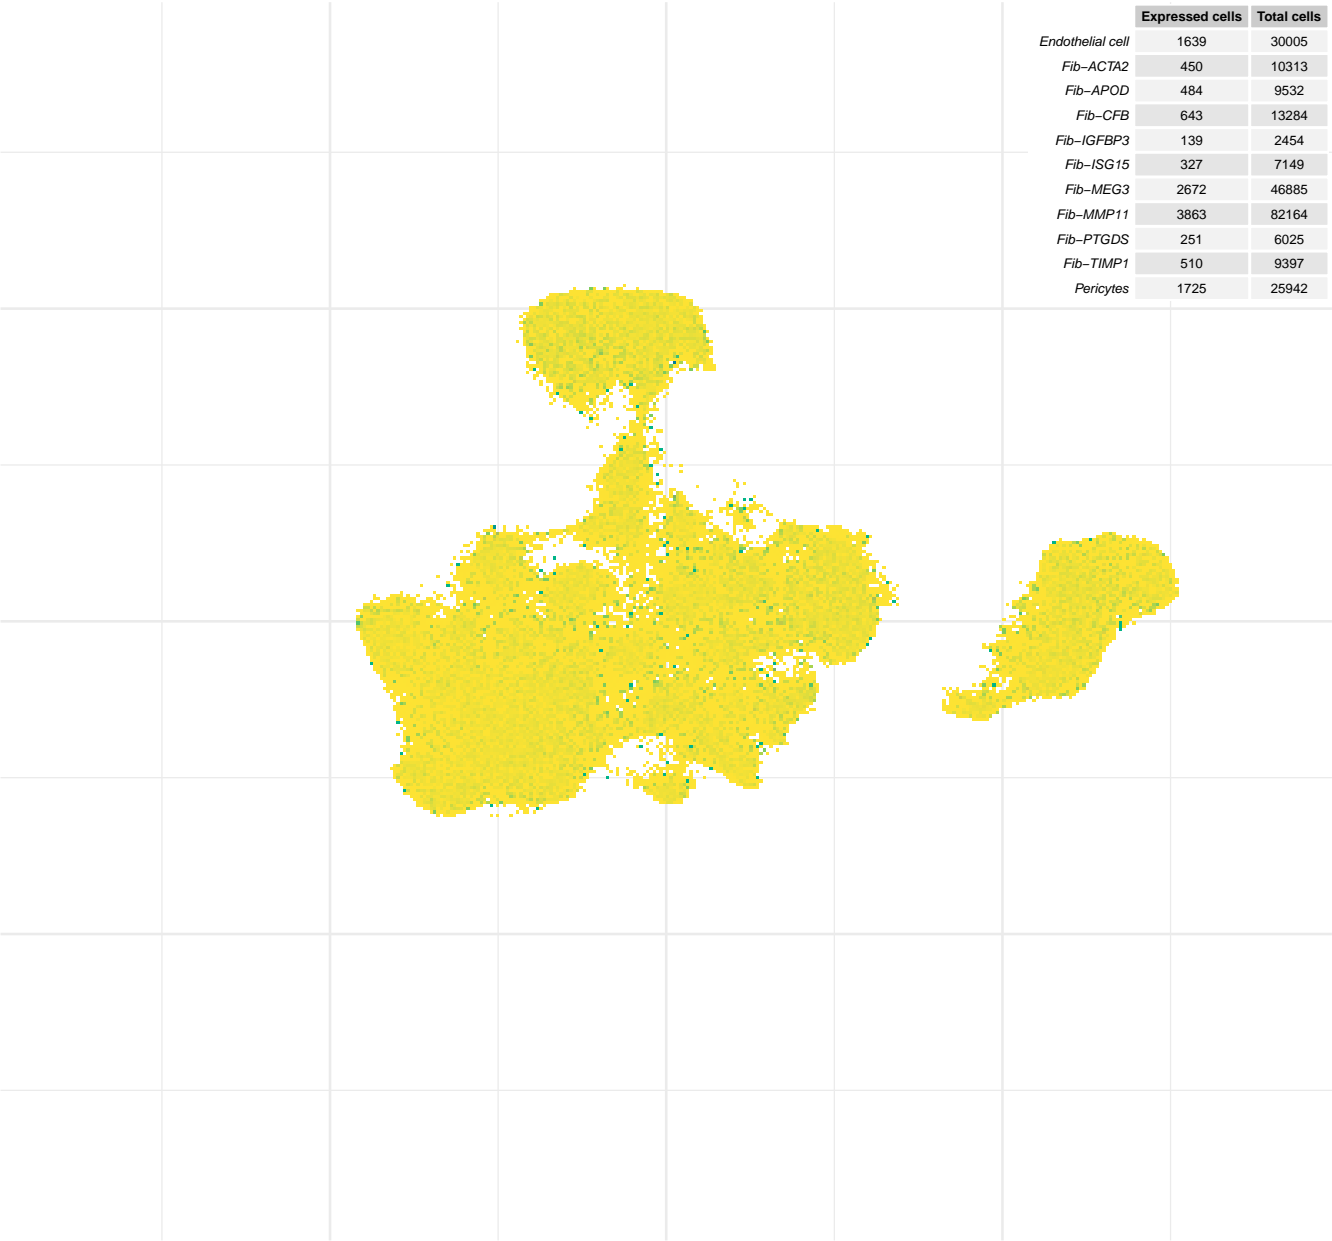 Expressed cells Total cells
Endothelial cell 1639 30005
Fib−ACTA2 450 10313
Fib−APOD 484 9532
Fib−CFB 643 13284
Fib−IGFBP3 139 2454
Fib−ISG15 327 7149
Fib−MEG3 2672 46885
Fib−MMP11 3863 82164
Fib−PTGDS 251 6025
Fib−TIMP1 510 9397
Pericytes 1725 25942